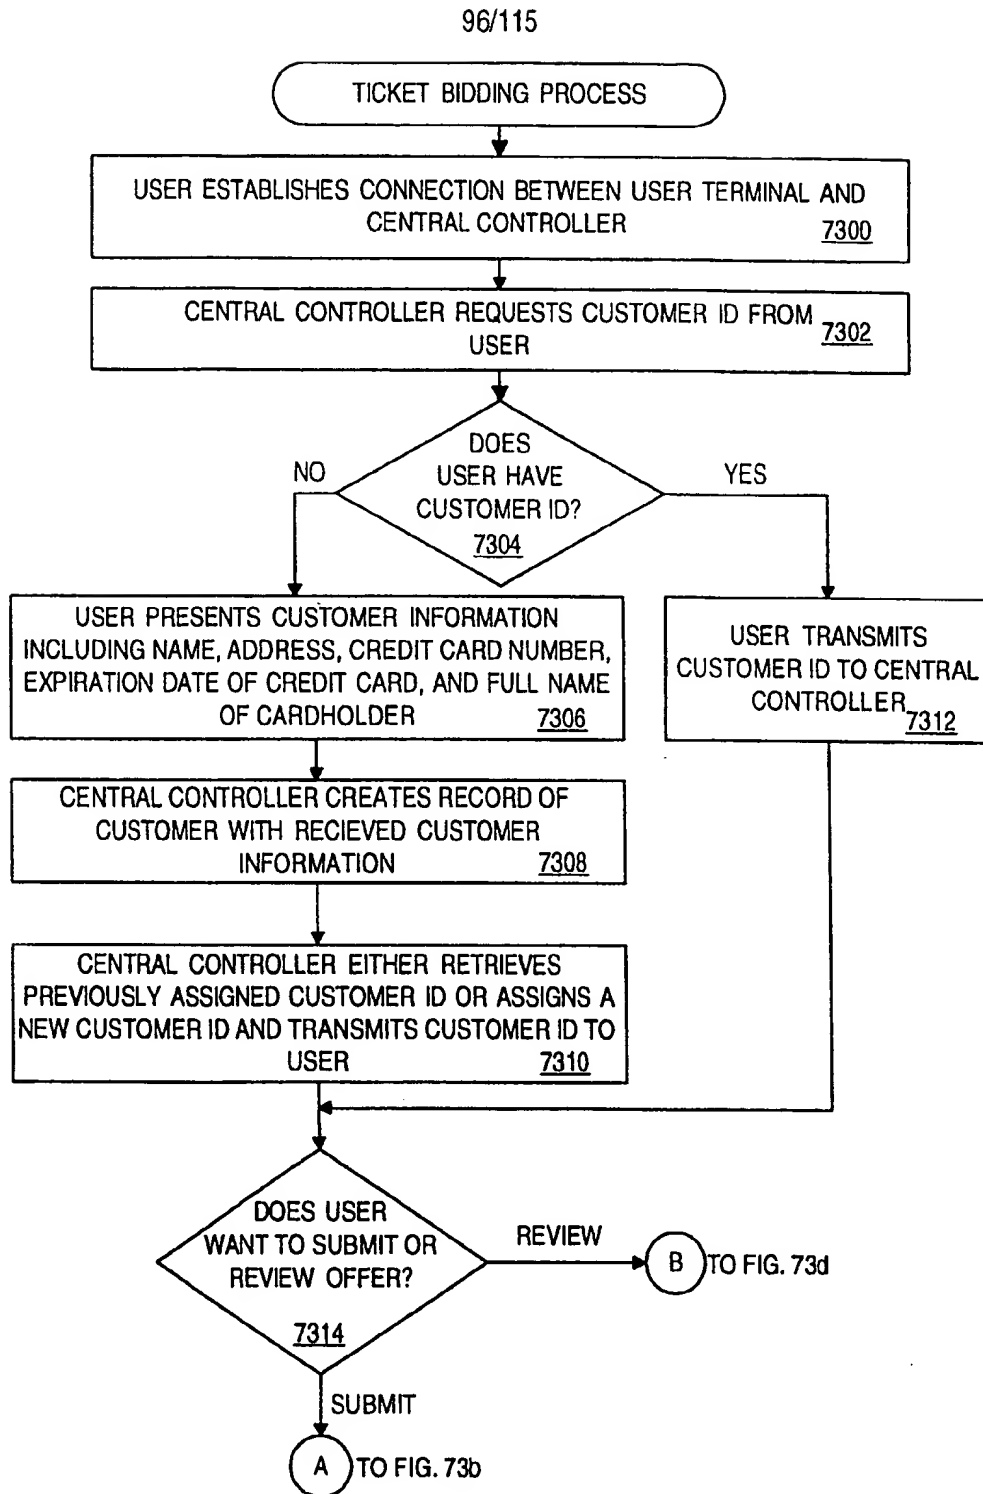 96/115
TICKET BIDDING PROCESS
USER ESTABLISHES CONNECTION BETWEEN USER TERMINAL AND
CENTRAL CONTROLLER 7300
CENTRAL CONTROLLER REQUESTS CUSTOMER ID FROM 7302
USER
DOES
USER HAVE
CUSTOMER ID?
7304
NO
YES
USER PRESENTS CUSTOMER INFORMATION
INCLUDING NAME, ADDRESS, CREDIT CARD NUMBER,
EXPIRATION DATE OF CREDIT CARD, AND FULL NAME
OF CARDHOLDER 7306
USER TRANSMITS
CUSTOMER ID TO CENTRAL
CONTROLLER 7312
CENTRAL CONTROLLER CREATES RECORD OF
CUSTOMER WITH RECIEVED CUSTOMER
INFORMATION 7308
CENTRAL CONTROLLER EITHER RETRIEVES
PREVIOUSLY ASSIGNED CUSTOMER ID OR ASSIGNS A
NEW CUSTOMER ID AND TRANSMITS CUSTOMER ID TO
USER 7310
DOES USER
WANT TO SUBMIT OR
REVIEW OFFER?
7314
REVIEW
B TO FIG. 73d
SUBMIT
A TO FIG. 73b